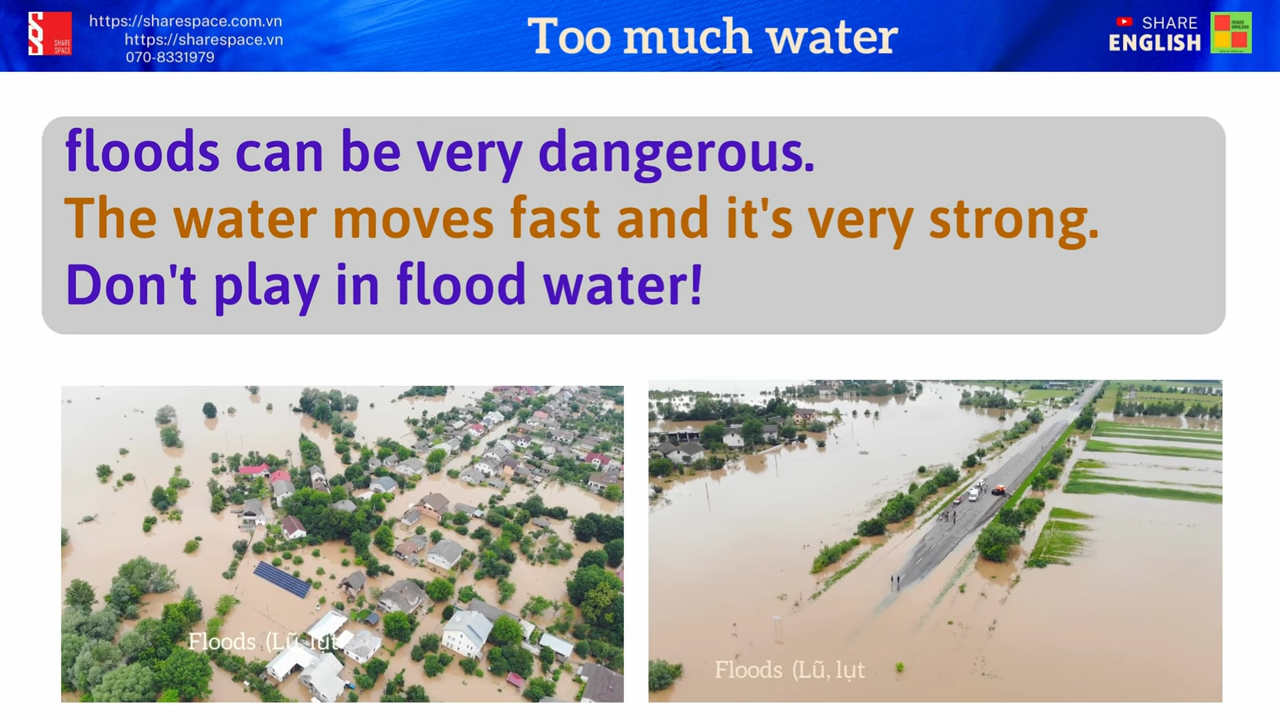 https://sharespace.com.vn
https://sharespace.vn
070-8331979
SHARE
SPACE
Too much water
SHARE
ENGLISH
floods can be very dangerous.
The water moves fast and it's very strong.
Don't play in flood water!
Floods (Lũ, lụt
Floods (Lũ, lụt